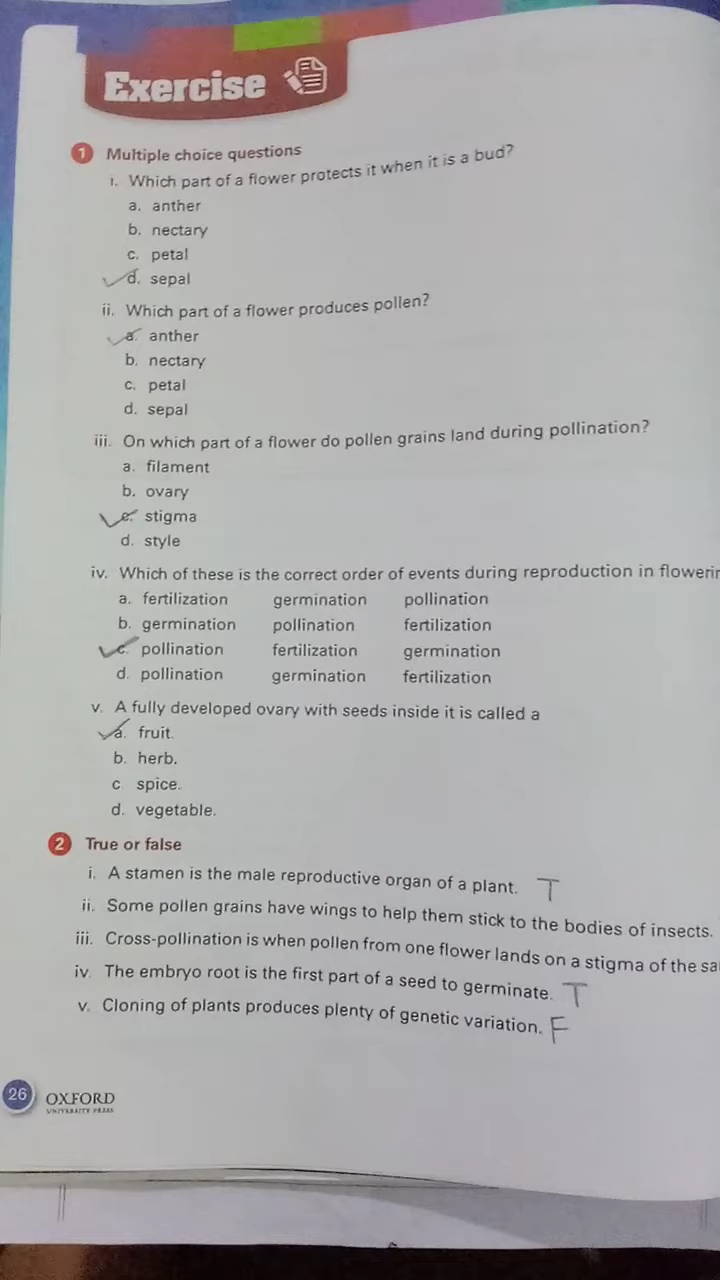 Exercise
1 Multiple choice questions
i. Which part of a flower protects it when it is a bud?
a. anther
b. nectary
c. petal
d. sepal
ii. Which part of a flower produces pollen?
a. anther
b. nectary
c. petal
d. sepal
iii. On which part of a flower do pollen grains land during pollination?
a. filament
b. ovary
c. stigma
d. style
iv. Which of these is the correct order of events during reproduction in
a. fertilization germination pollination
b. germination pollination fertilization
c. pollination fertilization germination
d. pollination germination fertilization
v. A fully developed ovary with seeds inside it is called a
a. fruit.
b. herb.
c spice.
d. vegetable.
2 True or false
i. A stamen is the male reproductive organ of a plant. T
ii. Some pollen grains have wings to help them stick to the bodies of insects.
iii. Cross-pollination is when pollen from one flower lands on a stigma of the
iv. The embryo root is the first part of a seed to germinate. T
v. Cloning of plants produces plenty of genetic variation. F
26 OXFORD
UNIVERSITY PRESS